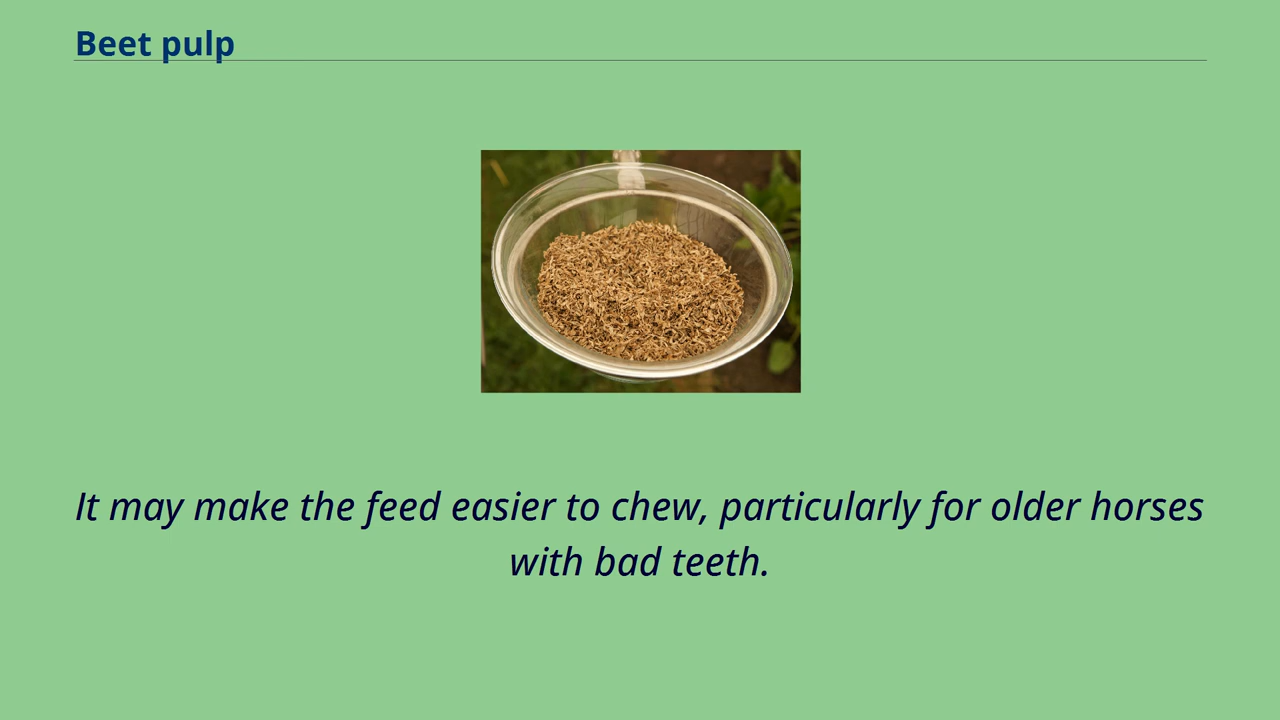 Beet pulp
It may make the feed easier to chew, particularly for older horses
with bad teeth.